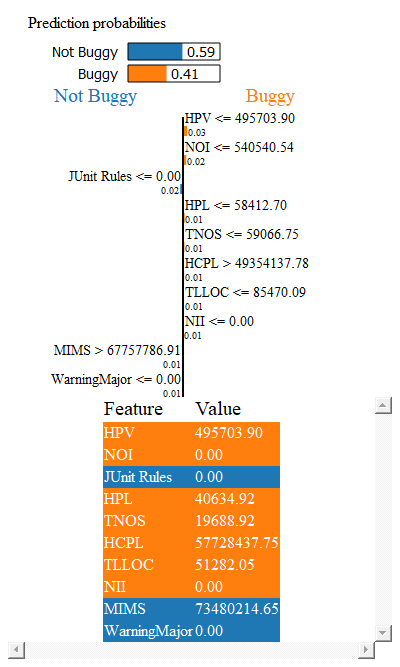 Prediction probabilities
Not Buggy 0.59
Buggy 0.41
Not Buggy Buggy
HPV <= 495703.90
0.03
NOI <= 540540.54
0.02
JUnit Rules <= 0.00
0.02
HPL <= 58412.70
0.01
TNOS <= 59066.75
0.01
HCPL > 49354137.78
0.01
TLLOC <= 85470.09
0.01
NII <= 0.00
0.01
MIMS > 67757786.91
0.01
WarningMajor <= 0.00
0.01
Feature Value
HPV 495703.90
NOI 0.00
JUnit Rules 0.00
HPL 40634.92
TNOS 19688.92
HCPL 57728437.75
TLLOC 51282.05
NII 0.00
MIMS 73480214.65
WarningMajor 0.00